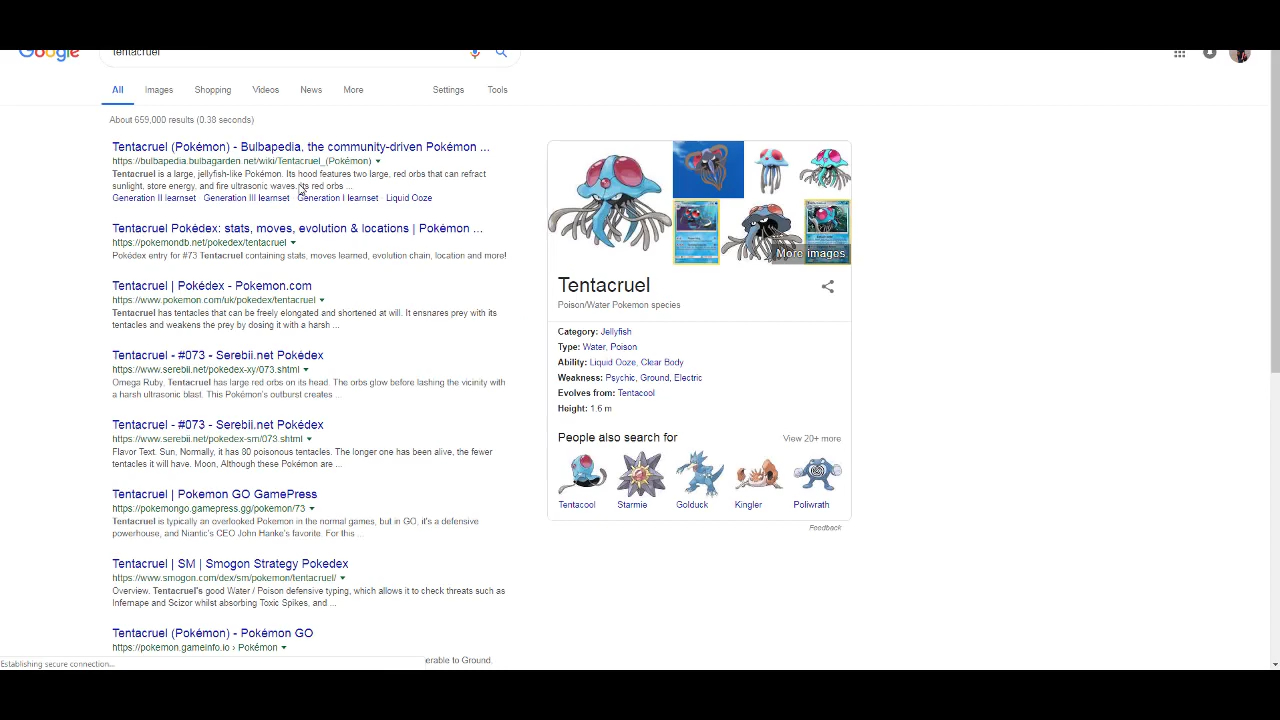 Google
Tentacruel
All Images Shopping Videos News More Settings Tools
About 659,000 results (0.38 seconds)
Tentacruel (Pokémon) - Bulbapedia, the community-driven Pokémon ...
https://bulbapedia.bulbagarden.net/wiki/Tentacruel_(Pokémon)
Tentacruel is a large, jellyfish-like Pokémon. Its hood features two large, red orbs that can refract
sunlight, store energy, and fire ultrasonic waves. Its red orbs ...
Generation II learnset Generation III learnset Generation I learnset Liquid Ooze
Tentacruel Pokédex: stats, moves, evolution & locations | Pokémon ...
https://pokemondb.net/pokedex/tentacruel
Pokédex entry for #73 Tentacruel containing stats, moves learned, evolution chain, location and more!
Tentacruel | Pokédex - Pokemon.com
https://www.pokemon.com/uk/pokedex/tentacruel
Tentacruel has tentacles that can be freely elongated and shortened at will. It ensnares prey with its
tentacles and weakens the prey by dosing it with a harsh ...
Tentacruel - #073 - Serebii.net Pokédex
https://www.serebii.net/pokedex-xy/073.shtml
Omega Ruby, Tentacruel has large red orbs on its head. The orbs glow before lashing the vicinity with
a harsh ultrasonic blast. This Pokémon's outburst creates ...
Tentacruel - #073 - Serebii.net Pokédex
https://www.serebii.net/pokedex-sm/073.shtml
Flavor Text. Sun, Normally, it has 80 poisonous tentacles. The longer one has been alive, the fewer
tentacles it will have. Moon, Although these Pokémon are ...
Tentacruel | Pokemon GO GamePress
https://pokemongo.gamepress.gg/pokemon/73
Tentacruel is typically an overlooked Pokemon in the normal games, but in GO, it's a defensive
powerhouse, and Niantic's CEO John Hanke's favorite. For this ...
Tentacruel | SM | Smogon Strategy Pokedex
https://www.smogon.com/dex/sm/pokemon/tentacruel/
Overview. Tentacruel's good Water / Poison defensive typing, which allows it to check threats such as
Infernape and Scizor whilst absorbing Toxic Spikes, and ...
Tentacruel (Pokémon) - Pokémon GO
https://pokemon.gameinfo.io › Pokémon
erable to Ground,
Establishing secure connection...
More images
Tentacruel
Poison/Water Pokemon species
Category: Jellyfish
Type: Water, Poison
Ability: Liquid Ooze, Clear Body
Weakness: Psychic, Ground, Electric
Evolves from: Tentacool
Height: 1.6 m
People also search for View 20+ more
Tentacool Starmie Golduck Kingler Poliwrath
Feedback